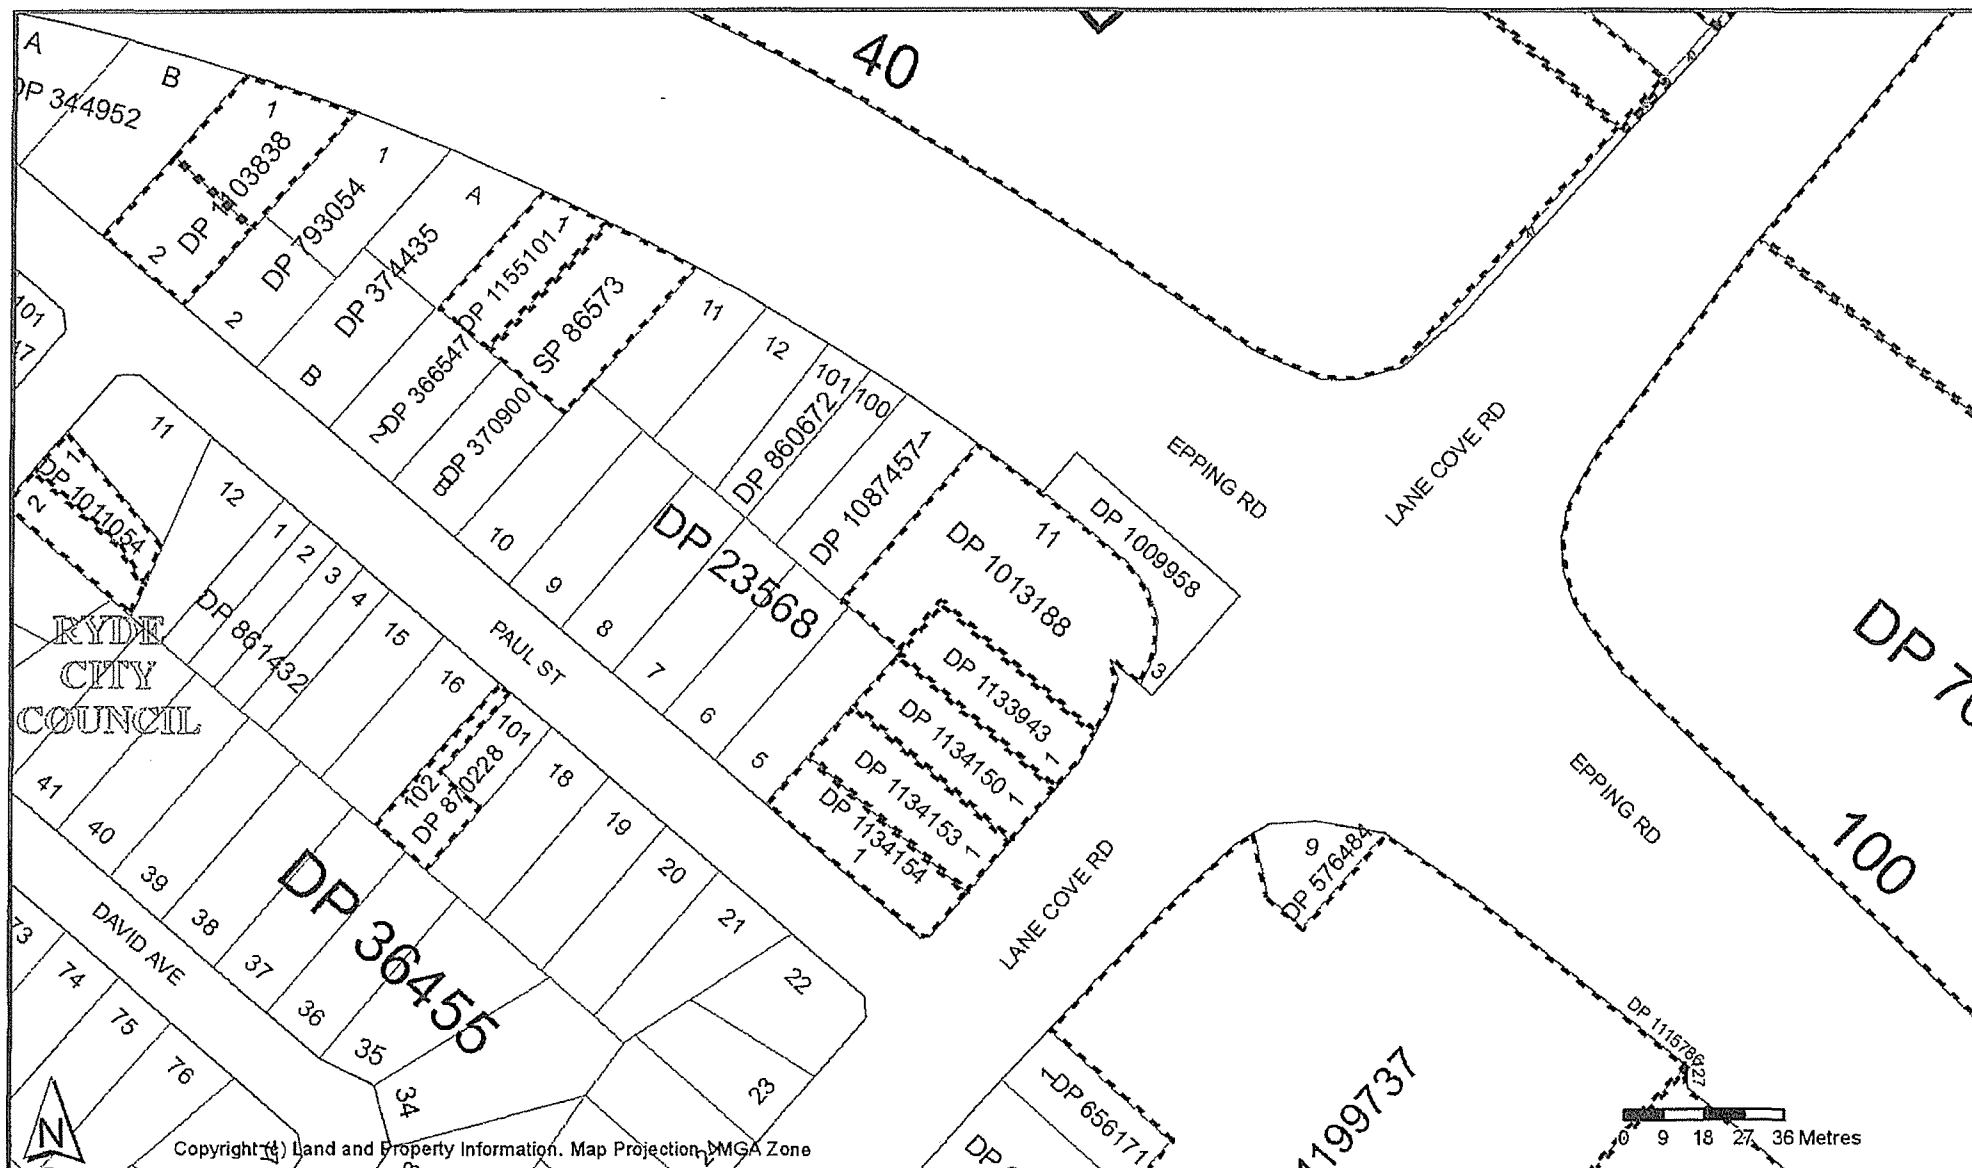 A
B
DP 344952
40
1
DP 1103838
2
1
DP 793054
2
A
DP 374435
B
1
DP 1155101
SP 86573
DP 366547
2
DP 370900
B
11
12
101
DP 860672
100
1
DP 1087457
11
DP 1013188
DP 1009958
3
EPPING RD
LANE COVE RD
101
11
1
DP 1011054
2
12
1
2
3
4
DP 861432
15
16
PAUL ST
10
9
8
7
6
5
DP 23568
DP 1133943
1
DP 1134150
1
DP 1134153
1
DP 1134154
1
RYDE
CITY
COUNCIL
101
102
DP 870228
18
19
20
21
22
23
41
40
39
38
37
36
35
34
DP 36455
DAVID AVE
73
74
75
76
LANE COVE RD
9
DP 576484
EPPING RD
100
DP 1115786
127
1
DP 656171
1199737
N
Copyright (c) Land and Property Information. Map Projection MGA Zone
0 9 18 27 36 Metres